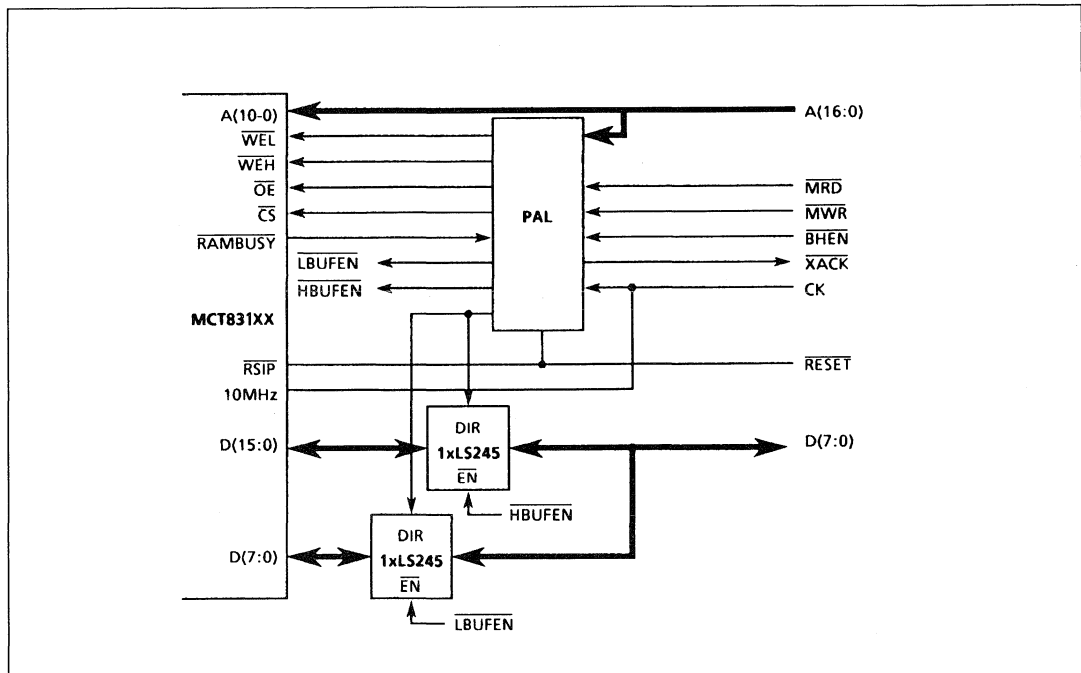 A(10-0)
A(16:0)
WEL
WEH
OE
CS
RAMBUSY
PAL
MRD
MWR
BHEN
XACK
CK
LBUFEN
HBUFEN
MCT831XX
RSIP
RESET
10MHz
D(15:0)
DIR
1xLS245
EN
D(7:0)
HBUFEN
D(7:0)
DIR
1xLS245
EN
LBUFEN